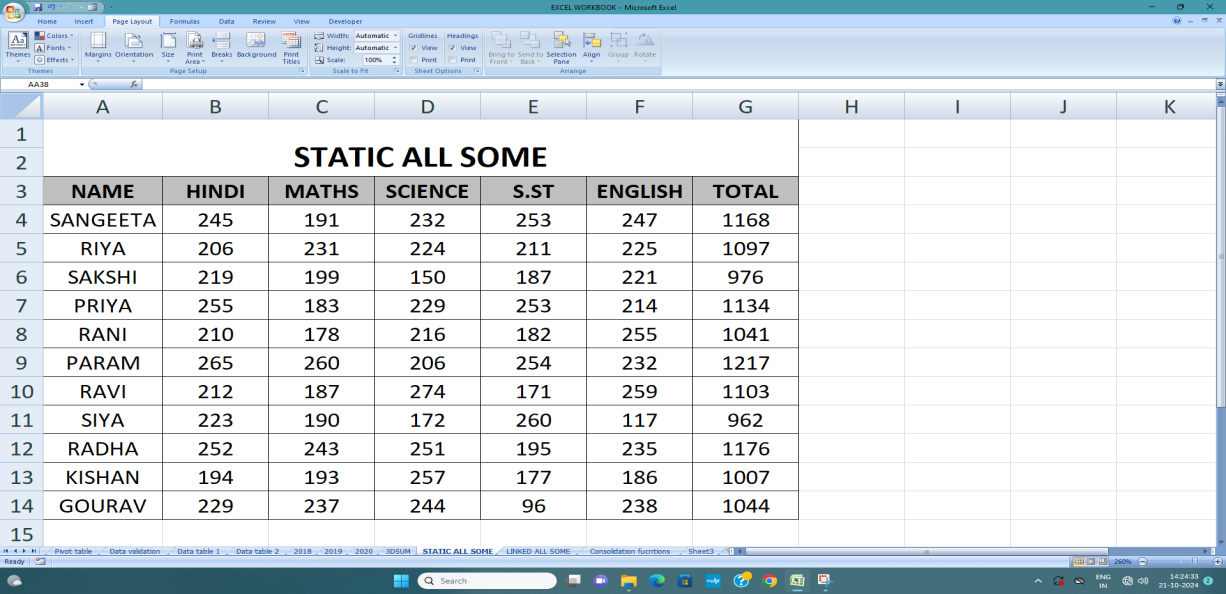 EXCEL WORKBOOK - Microsoft Excel
Home Insert Page Layout Formulas Data Review View Developer
Themes Colors Fonts Effects
Margins Orientation Size Print Area Breaks Background Print Titles
Width: Automatic
Height: Automatic
Scale: 100%
Gridlines Headings
View View
Print Print
Bring to Front Send to Back Selection Pane Align Group Rotate
Themes Page Setup Scale to Fit Sheet Options Arrange
AA38 fx
A B C D E F G H I J K
1
2 STATIC ALL SOME
3 NAME HINDI MATHS SCIENCE S.ST ENGLISH TOTAL
4 SANGEETA 245 191 232 253 247 1168
5 RIYA 206 231 224 211 225 1097
6 SAKSHI 219 199 150 187 221 976
7 PRIYA 255 183 229 253 214 1134
8 RANI 210 178 216 182 255 1041
9 PARAM 265 260 206 254 232 1217
10 RAVI 212 187 274 171 259 1103
11 SIYA 223 190 172 260 117 962
12 RADHA 252 243 251 195 235 1176
13 KISHAN 194 193 257 177 186 1007
14 GOURAV 229 237 244 96 238 1044
15
Pivot table Data validation Data table 1 Data table 2 2018 2019 2020 3DSUM STATIC ALL SOME LINKED ALL SOME Consolidation fucntions Sheet3
Ready 260%
Search ENG IN 14:24:33 21-10-2024 2